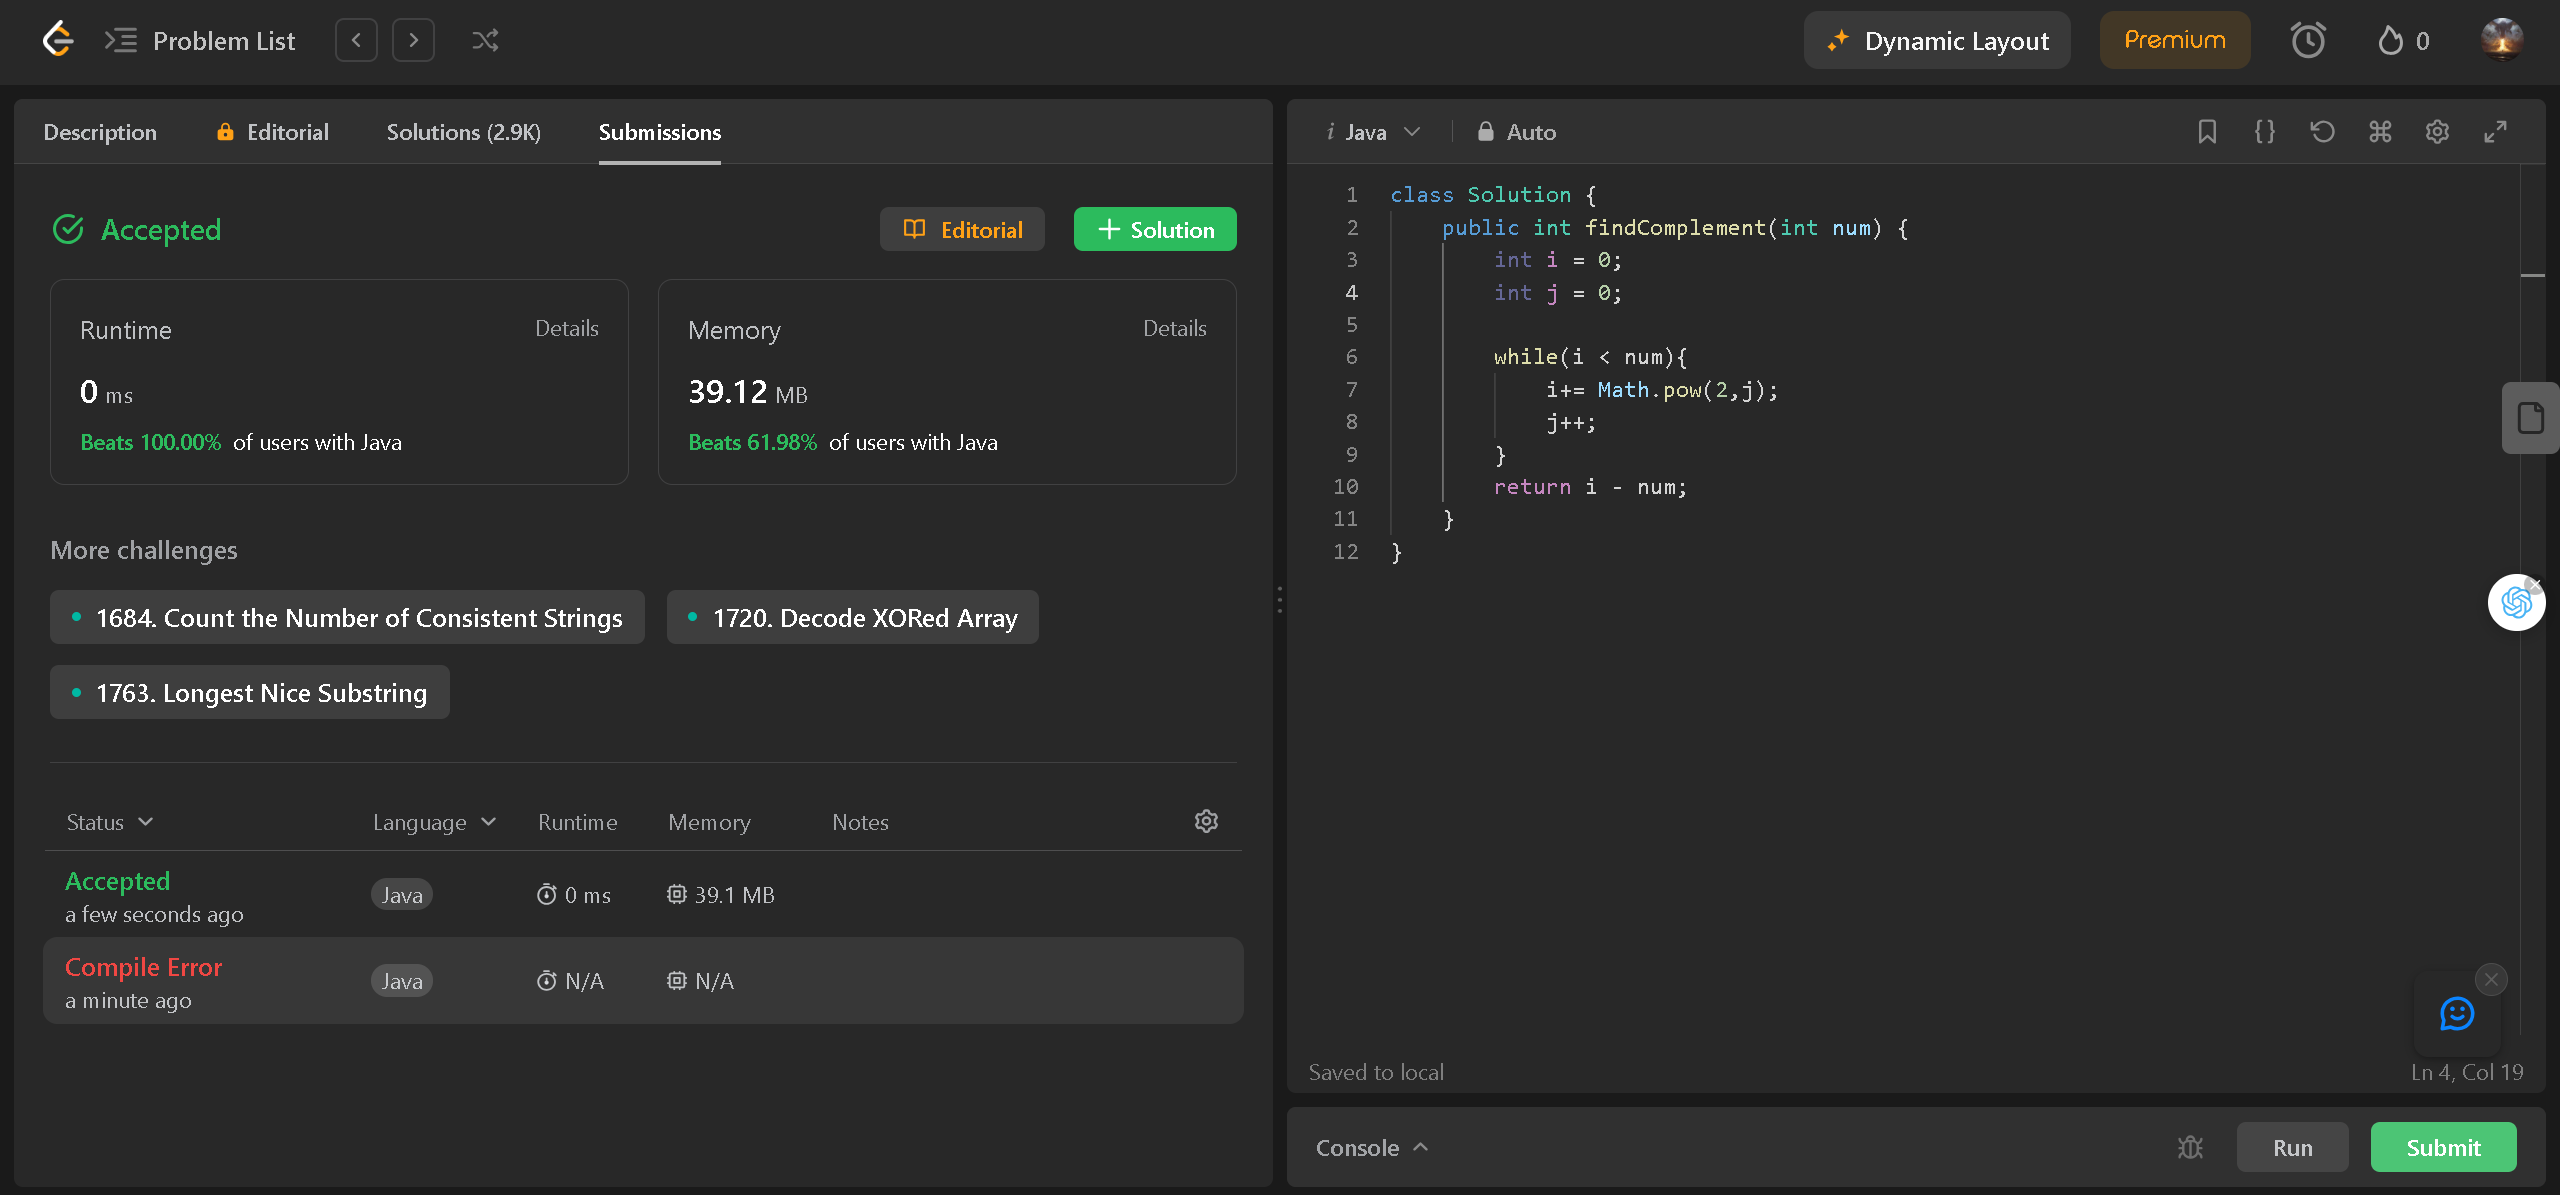 Problem List
Dynamic Layout
Premium
0
Description
Editorial
Solutions (2.9K)
Submissions
Accepted
Editorial
Solution
Runtime
Details
0 ms
Beats 100.00% of users with Java
Memory
Details
39.12 MB
Beats 61.98% of users with Java
More challenges
1684. Count the Number of Consistent Strings
1720. Decode XORed Array
1763. Longest Nice Substring
Status
Language
Runtime
Memory
Notes
Accepted
a few seconds ago
Java
0 ms
39.1 MB
Compile Error
a minute ago
Java
N/A
N/A
i Java
Auto
1 class Solution {
2 public int findComplement(int num) {
3 int i = 0;
4 int j = 0;
5
6 while(i < num){
7 i+= Math.pow(2,j);
8 j++;
9 }
10 return i - num;
11 }
12 }
Saved to local
Ln 4, Col 19
Console
Run
Submit